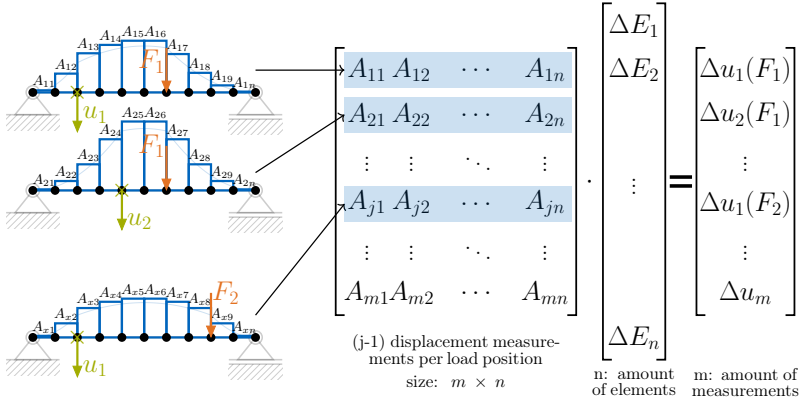 A₁₁ A₁₂ A₁₃ A₁₄ A₁₅ A₁₆ A₁₇ A₁₈ A₁₉ A₁ₙ
F₁
u₁
A₂₁ A₂₂ A₂₃ A₂₄ A₂₅ A₂₆ A₂₇ A₂₈ A₂₉ A₂ₙ
F₁
u₂
Aₓ₁ Aₓ₂ Aₓ₃ Aₓ₄ Aₓ₅ Aₓ₆ Aₓ₇ Aₓ₈ Aₓ₉ Aₓₙ
F₂
u₁
A₁₁ A₁₂ ⋯ A₁ₙ
A₂₁ A₂₂ ⋯ A₂ₙ
⋮ ⋮ ⋱ ⋮
Aⱼ₁ Aⱼ₂ ⋯ Aⱼₙ
⋮ ⋮ ⋱ ⋮
Aₘ₁ Aₘ₂ ⋯ Aₘₙ
(j-1) displacement measure-
ments per load position
size: m × n
·
ΔE₁
ΔE₂
⋮
ΔEₙ
n: amount
of elements
=
Δu₁(F₁)
Δu₂(F₁)
⋮
Δu₁(F₂)
⋮
Δuₘ
m: amount of
measurements